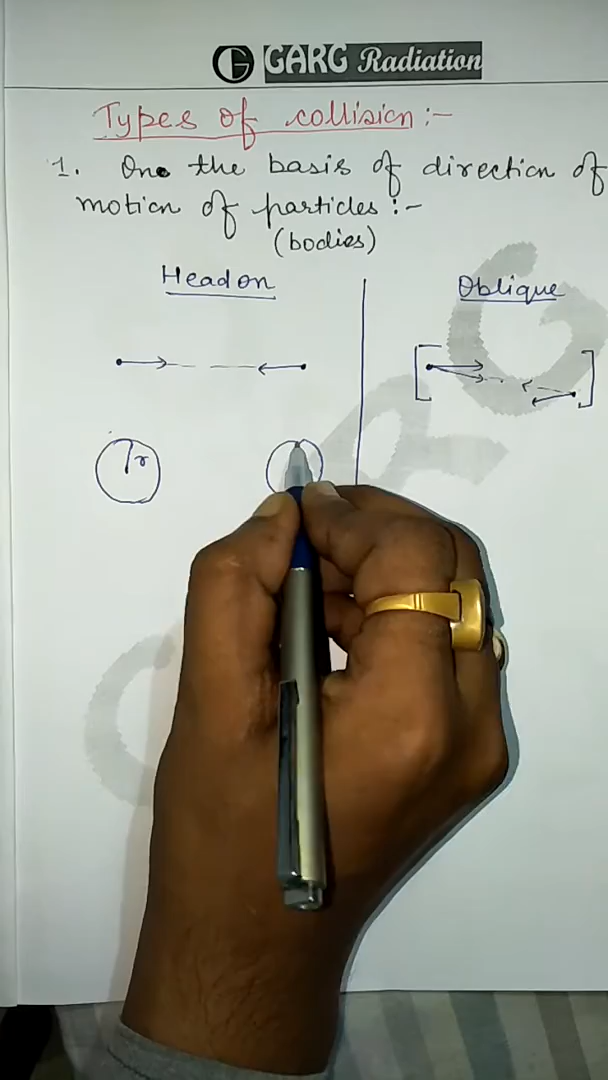 G GARG Radiation
Types of collision :-
1. One the basis of direction of
motion of particles :-
(bodies)
Head on
Oblique
r
GARG